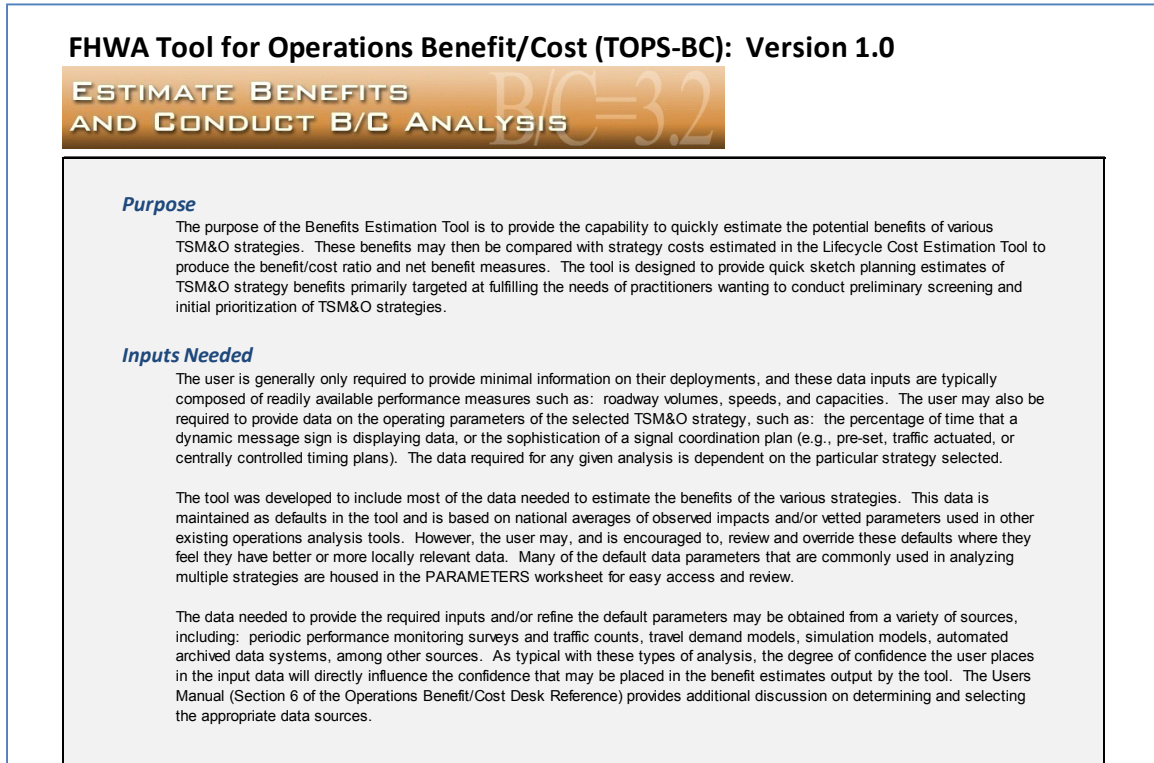 FHWA Tool for Operations Benefit/Cost (TOPS-BC):  Version 1.0
ESTIMATE BENEFITS
AND CONDUCT B/C ANALYSIS
B/C=3.2
Purpose
The purpose of the Benefits Estimation Tool is to provide the capability to quickly estimate the potential benefits of various
TSM&O strategies.  These benefits may then be compared with strategy costs estimated in the Lifecycle Cost Estimation Tool to
produce the benefit/cost ratio and net benefit measures.  The tool is designed to provide quick sketch planning estimates of
TSM&O strategy benefits primarily targeted at fulfilling the needs of practitioners wanting to conduct preliminary screening and
initial prioritization of TSM&O strategies.
Inputs Needed
The user is generally only required to provide minimal information on their deployments, and these data inputs are typically
composed of readily available performance measures such as:  roadway volumes, speeds, and capacities.  The user may also be
required to provide data on the operating parameters of the selected TSM&O strategy, such as:  the percentage of time that a
dynamic message sign is displaying data, or the sophistication of a signal coordination plan (e.g., pre-set, traffic actuated, or
centrally controlled timing plans).  The data required for any given analysis is dependent on the particular strategy selected.
The tool was developed to include most of the data needed to estimate the benefits of the various strategies.  This data is
maintained as defaults in the tool and is based on national averages of observed impacts and/or vetted parameters used in other
existing operations analysis tools.  However, the user may, and is encouraged to, review and override these defaults where they
feel they have better or more locally relevant data.  Many of the default data parameters that are commonly used in analyzing
multiple strategies are housed in the PARAMETERS worksheet for easy access and review.
The data needed to provide the required inputs and/or refine the default parameters may be obtained from a variety of sources,
including:  periodic performance monitoring surveys and traffic counts, travel demand models, simulation models, automated
archived data systems, among other sources.  As typical with these types of analysis, the degree of confidence the user places
in the input data will directly influence the confidence that may be placed in the benefit estimates output by the tool.  The Users
Manual (Section 6 of the Operations Benefit/Cost Desk Reference) provides additional discussion on determining and selecting
the appropriate data sources.